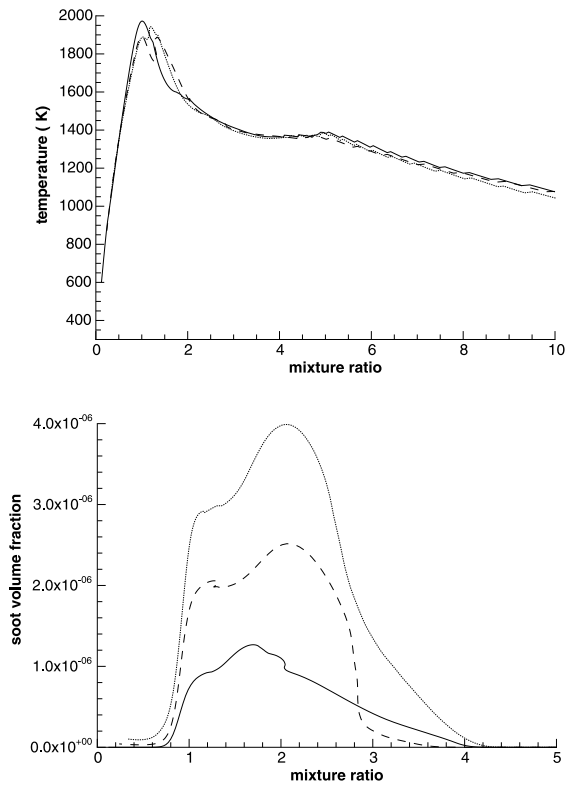 2000
1800
1600
1400
1200
1000
800
600
400
temperature ( K)
0
2
4
6
8
10
mixture ratio
4.0x10⁻⁰⁶
3.0x10⁻⁰⁶
2.0x10⁻⁰⁶
1.0x10⁻⁰⁶
0.0x10⁺⁰⁰
soot volume fraction
0
1
2
3
4
5
mixture ratio